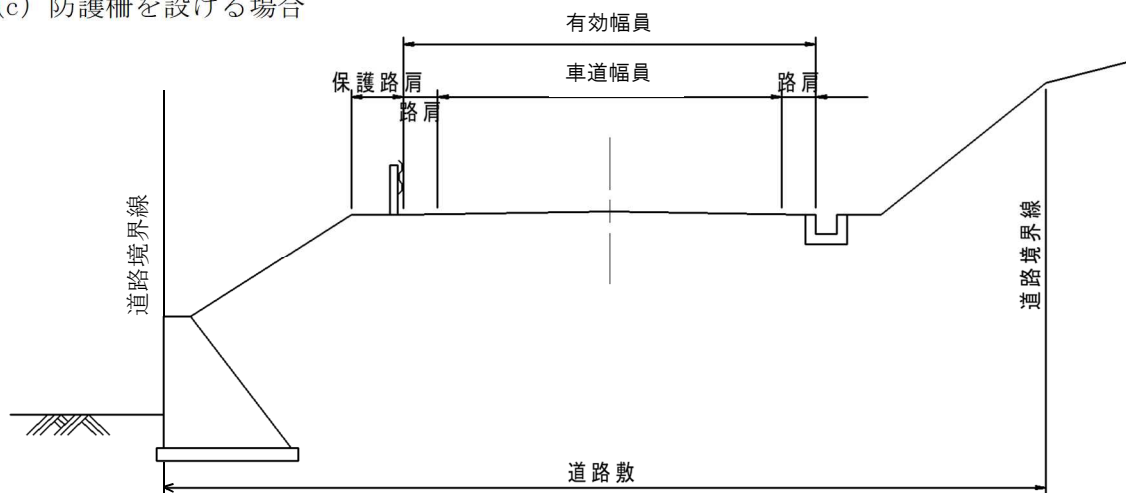 (c) 防護柵を設ける場合
有効幅員
車道幅員
保護路肩
路肩
路肩
道路境界線
道路境界線
道路敷